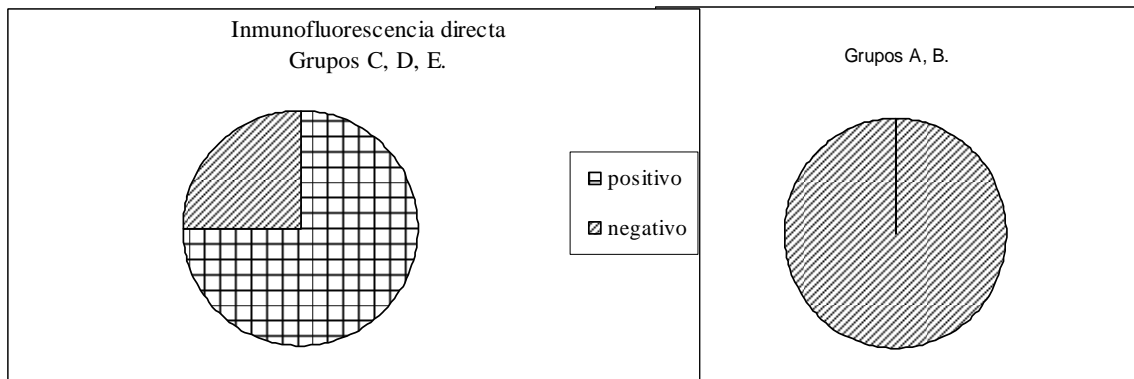 Inmunofluorescencia directa
Grupos C, D, E.
positivo
negativo
Grupos A, B.